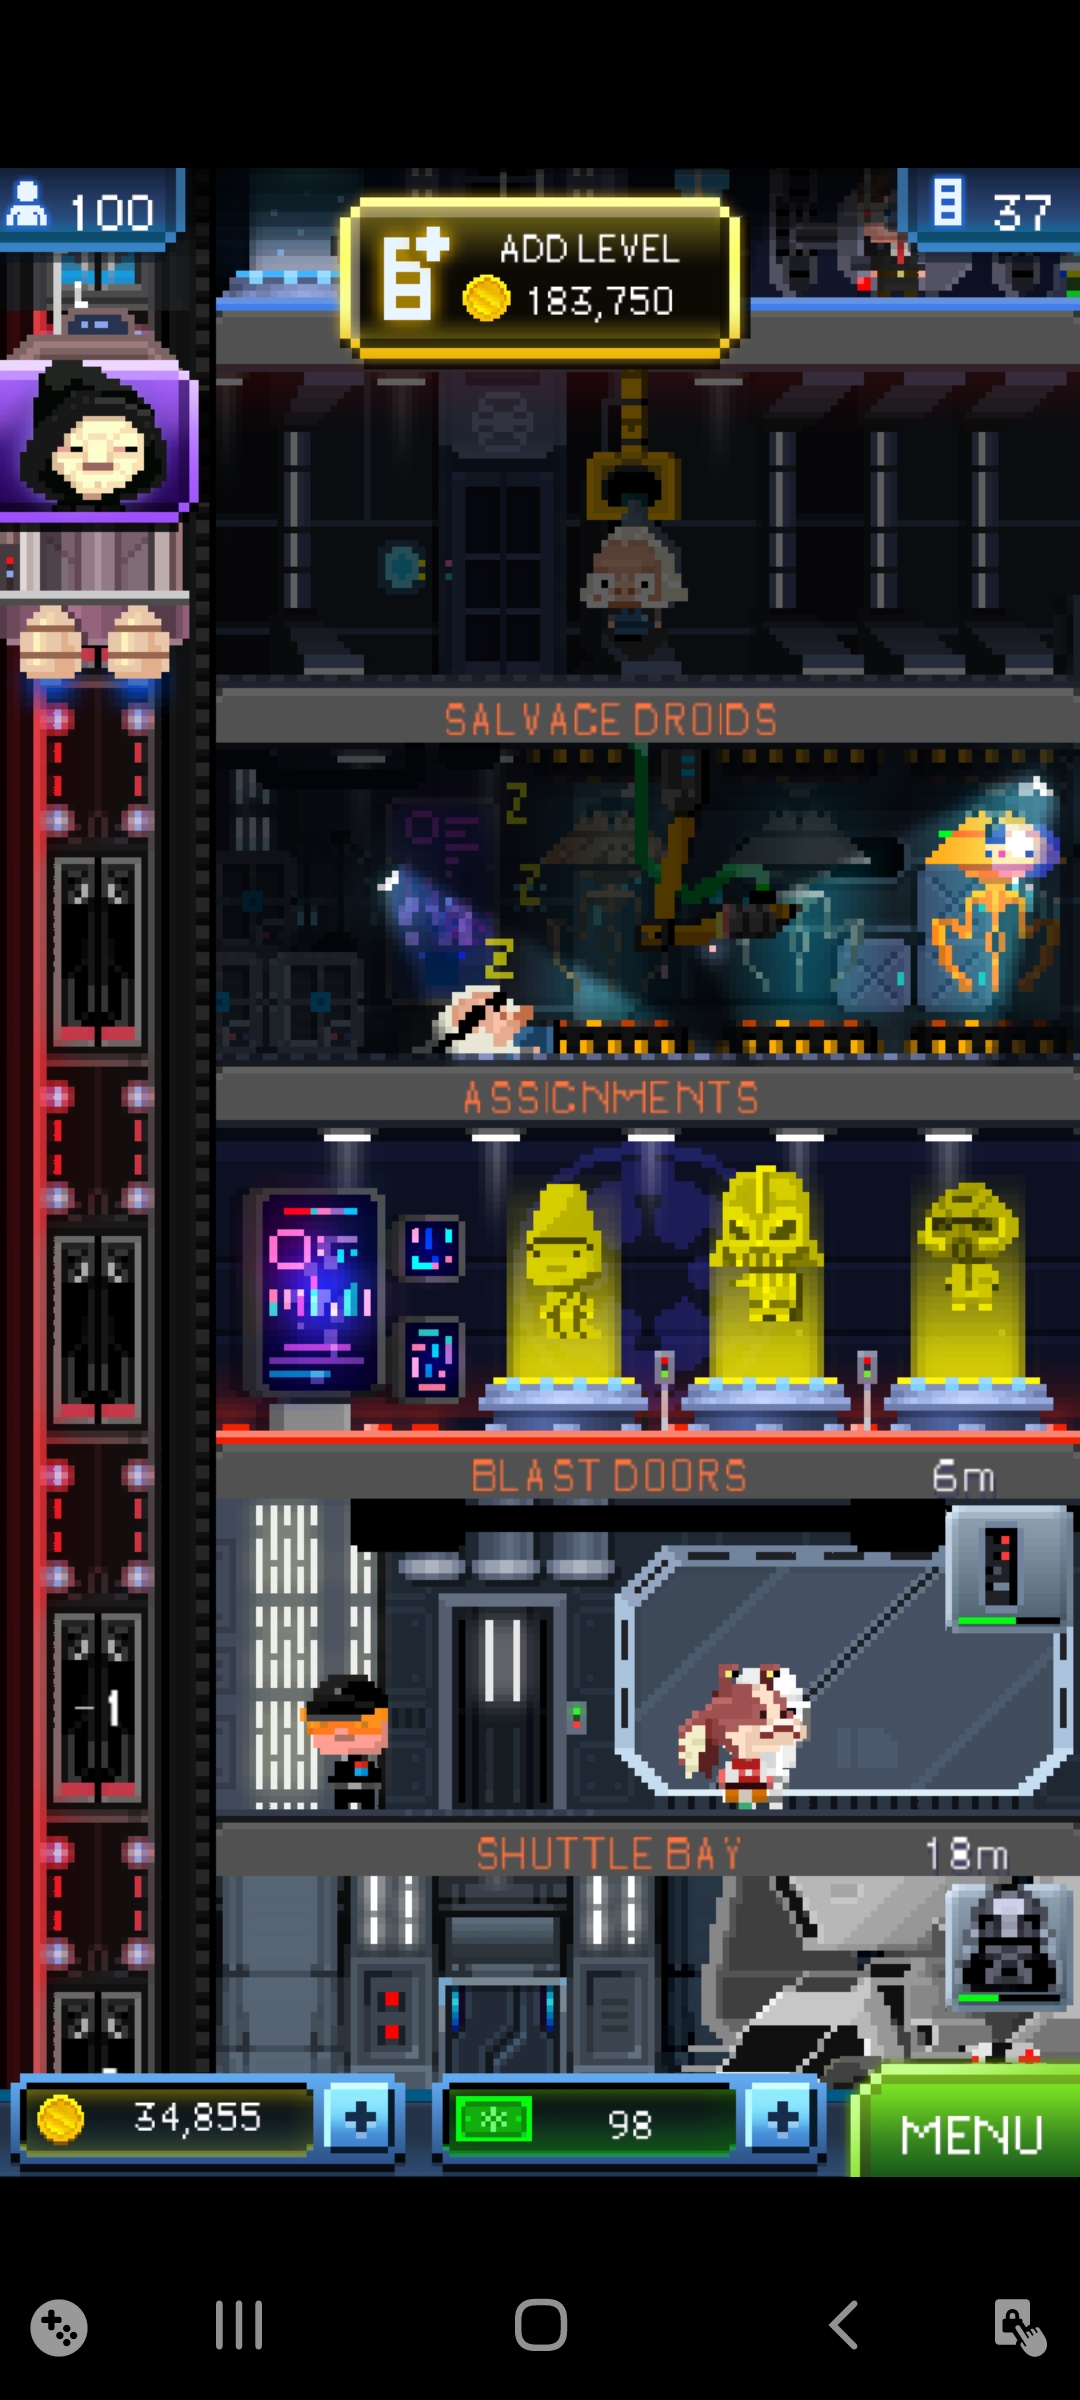 100
ADD LEVEL
183,750
37
SALVAGE DROIDS
Z
Z
Z
ASSIGNMENTS
BLAST DOORS 6m
-1
SHUTTLE BAY 18m
34,855
98
MENU